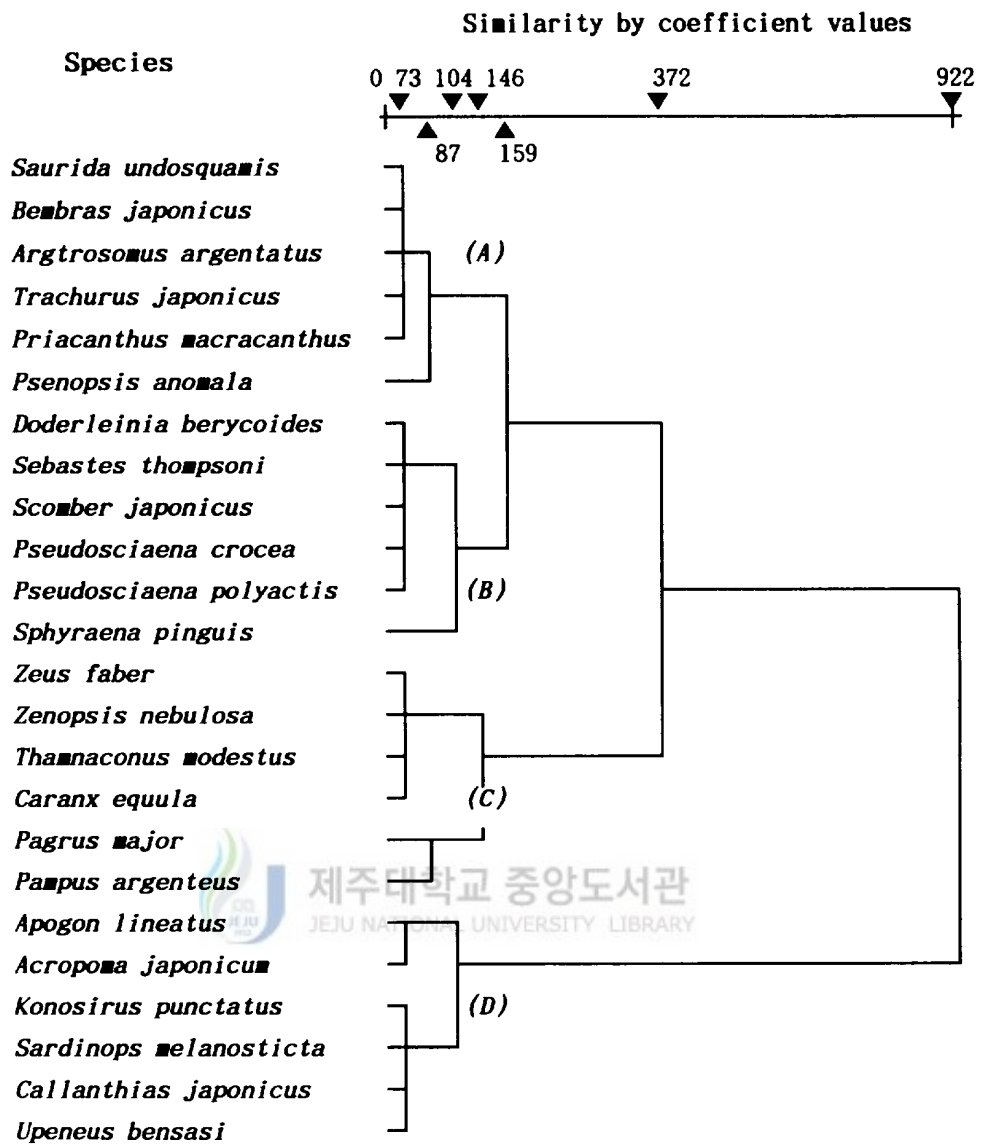 Similarity by coefficient values
Species
0 73 104 146 372 922
87 159
Saurida undosquamis
Bembras japonicus
Argtrosomus argentatus (A)
Trachurus japonicus
Priacanthus macracanthus
Psenopsis anomala
Doderleinia berycoides
Sebastes thompsoni
Scomber japonicus
Pseudosciaena crocea
Pseudosciaena polyactis (B)
Sphyraena pinguis
Zeus faber
Zenopsis nebulosa
Thamnaconus modestus
Caranx equula (C)
Pagrus major
Pampus argenteus
제주대학교 중앙도서관
Apogon lineatus
JEJU NATIONAL UNIVERSITY LIBRARY
JEJU
1952
Acropoma japonicum
Konosirus punctatus (D)
Sardinops melanosticta
Callanthias japonicus
Upeneus bensasi